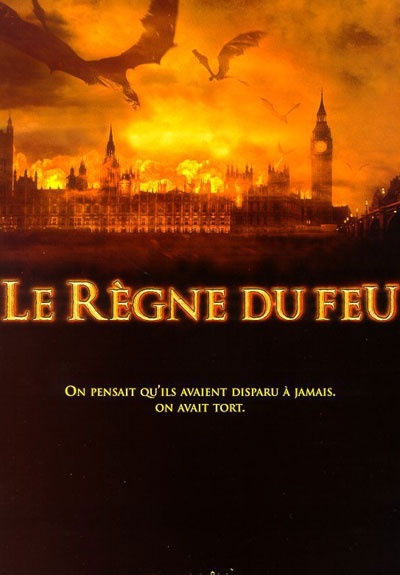 LE RÈGNE DU FEU
ON PENSAIT QU'ILS AVAIENT DISPARU À JAMAIS.
ON AVAIT TORT.